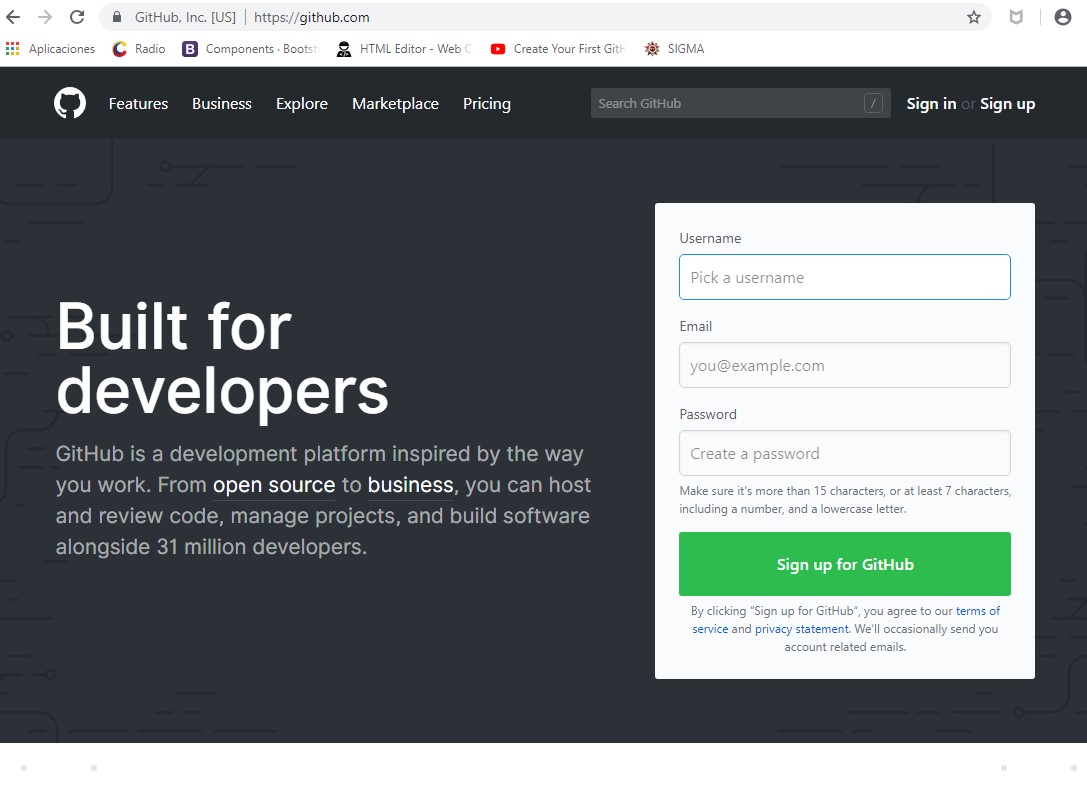 GitHub, Inc. [US] | https://github.com
Aplicaciones Radio B Components · Bootst HTML Editor - Web C Create Your First GitH SIGMA
Features Business Explore Marketplace Pricing Search GitHub / Sign in or Sign up
Username
Pick a username
Email
you@example.com
Password
Create a password
Make sure it's more than 15 characters, or at least 7 characters,
including a number, and a lowercase letter.
Sign up for GitHub
By clicking “Sign up for GitHub”, you agree to our terms of
service and privacy statement. We’ll occasionally send you
account related emails.
Built for
developers
GitHub is a development platform inspired by the way
you work. From open source to business, you can host
and review code, manage projects, and build software
alongside 31 million developers.